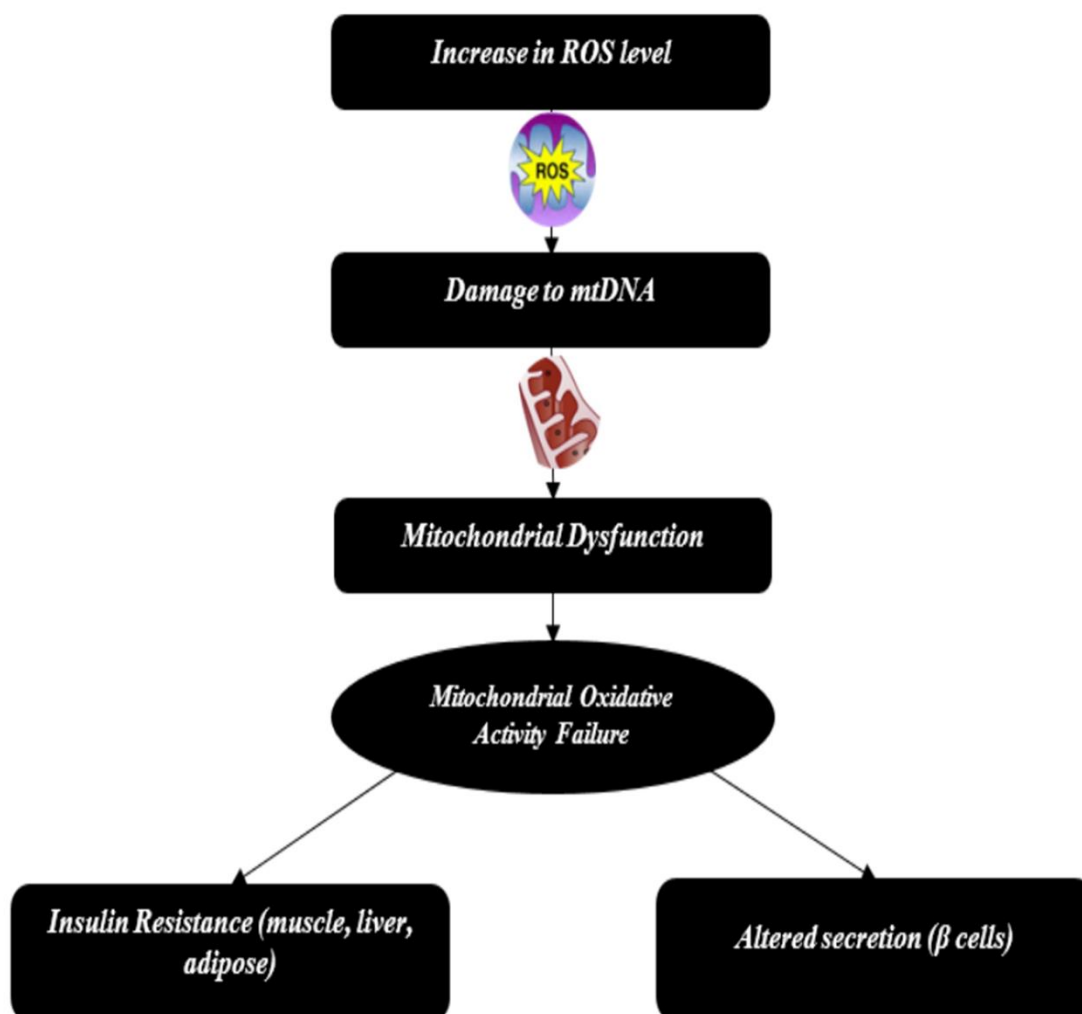 Increase in ROS level
ROS
Damage to mtDNA
Mitochondrial Dysfunction
Mitochondrial Oxidative
Activity Failure
Insulin Resistance (muscle, liver,
adipose)
Altered secretion (β cells)